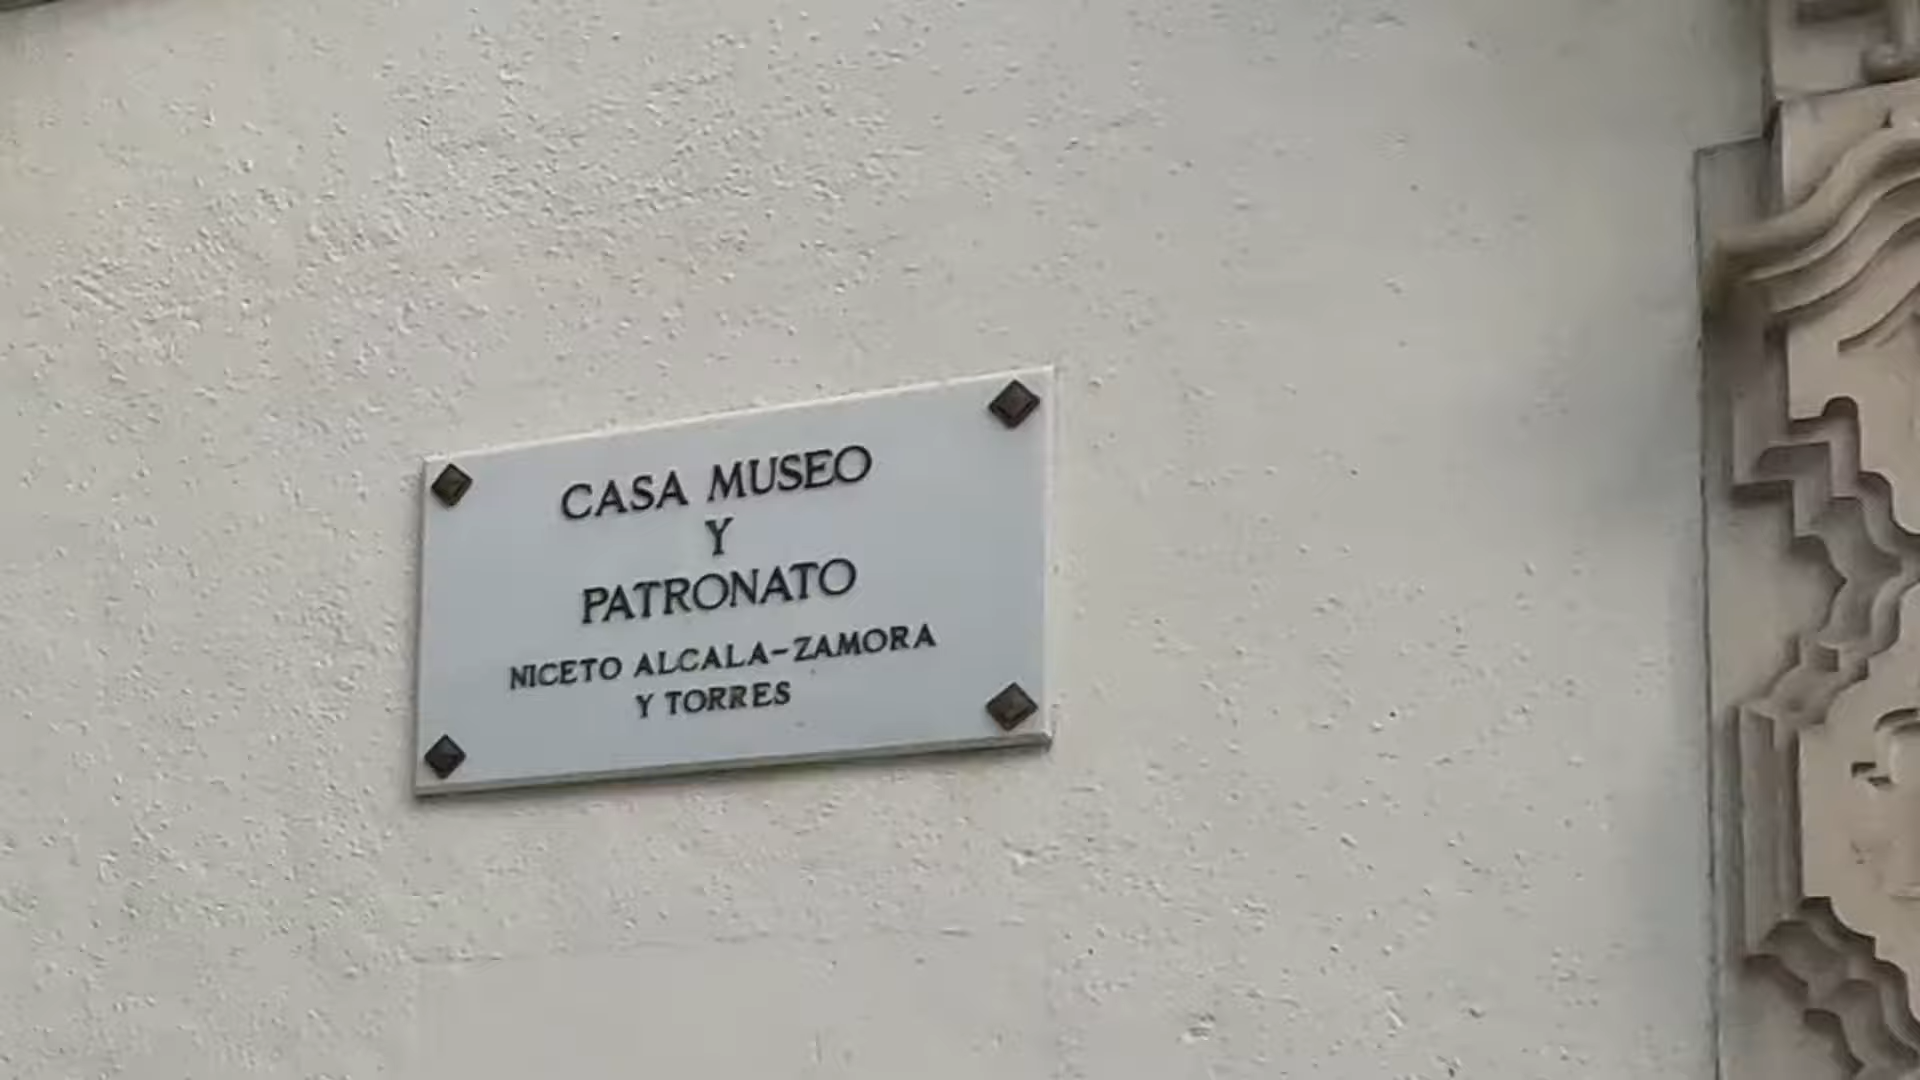 CASA MUSEO
Y
PATRONATO
NICETO ALCALA-ZAMORA
Y TORRES